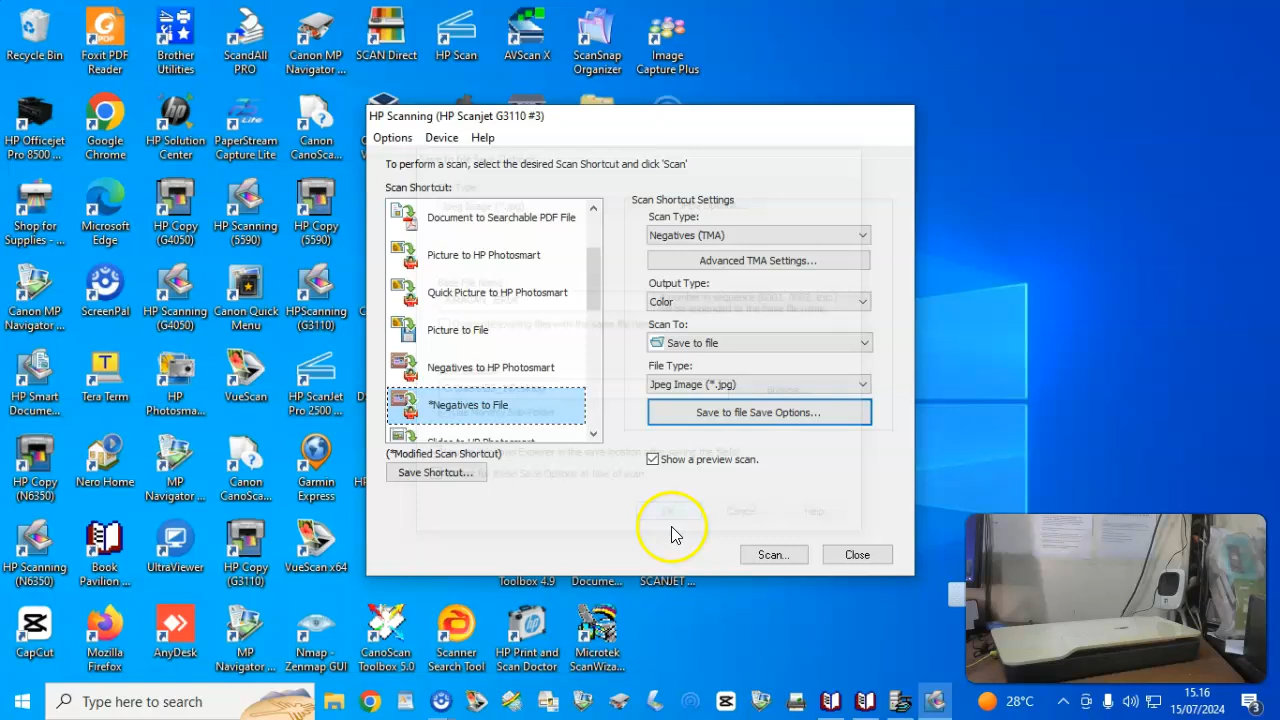 Recycle Bin
Foxit PDF
Reader
Brother
Utilities
ScandAll
PRO
Canon MP
Navigator ...
SCAN Direct
HP Scan
AVScan X
ScanSnap
Organizer
Image
Capture Plus
HP Officejet
Pro 8500 ...
Google
Chrome
HP Solution
Center
PaperStream
Capture Lite
Canon
CanoSca...
Shop for
Supplies - ...
Microsoft
Edge
HP Copy
(G4050)
HP Scanning
(5590)
HP Copy
(5590)
Canon MP
Navigator ...
ScreenPal
HP Scanning
(G4050)
Canon Quick
Menu
HPScanning
(G3110)
HP Smart
Docume...
Tera Term
HP
Photosma...
VueScan
HP ScanJet
Pro 2500 ...
HP Copy
(N6350)
Nero Home
MP
Navigator ...
Canon
CanoSca...
Garmin
Express
HP Scanning
(N6350)
Book
Pavilion ...
UltraViewer
HP Copy
(G3110)
VueScan x64
Toolbox 4.9
Docume...
SCANJET ...
CapCut
Mozilla
Firefox
AnyDesk
MP
Navigator ...
Nmap -
Zenmap GUI
CanoScan
Toolbox 5.0
Scanner
Search Tool
HP Print and
Scan Doctor
Microtek
ScanWiza...
HP Scanning (HP Scanjet G3110 #3)
Options Device Help
To perform a scan, select the desired Scan Shortcut and click 'Scan'
Scan Shortcut:
Document to Searchable PDF File
Picture to HP Photosmart
Quick Picture to HP Photosmart
Picture to File
Negatives to HP Photosmart
*Negatives to File
Slides to HP Photosmart
(*Modified Scan Shortcut)
Save Shortcut...
Scan Shortcut Settings
Scan Type:
Negatives (TMA)
Advanced TMA Settings...
Output Type:
Color
Scan To:
Save to file
File Type:
Jpeg Image (*.jpg)
Save to file Save Options...
Show a preview scan.
Scan... Close
Type here to search
28°C
15.16
15/07/2024
3